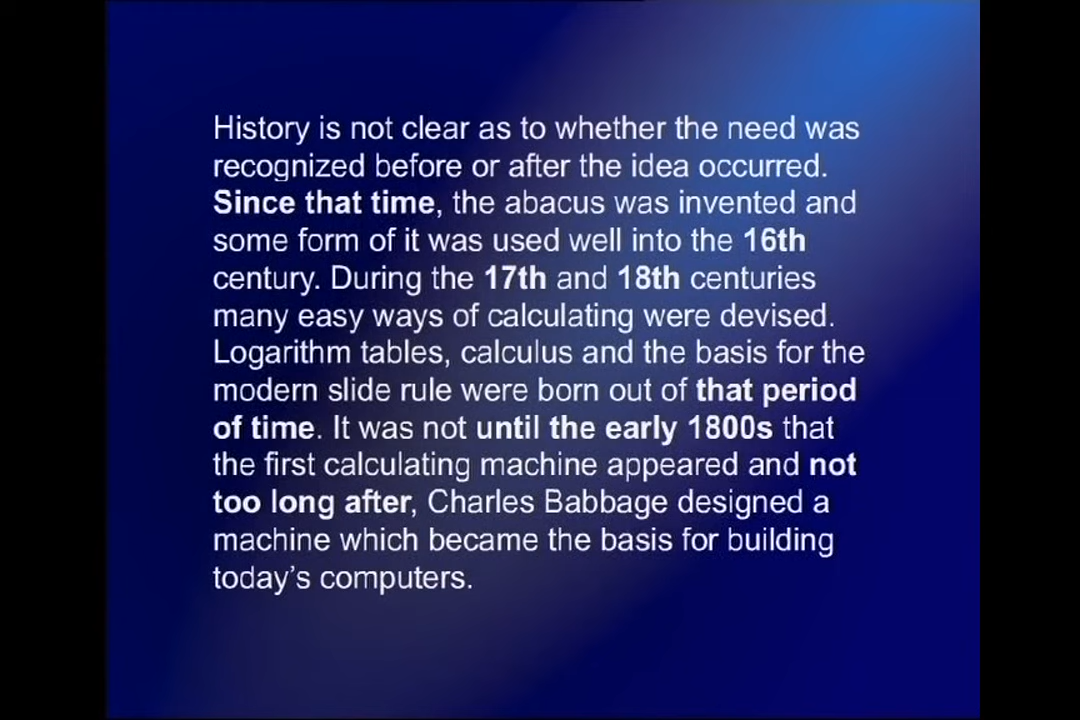 History is not clear as to whether the need was
recognized before or after the idea occurred.
Since that time, the abacus was invented and
some form of it was used well into the 16th
century. During the 17th and 18th centuries
many easy ways of calculating were devised.
Logarithm tables, calculus and the basis for the
modern slide rule were born out of that period
of time. It was not until the early 1800s that
the first calculating machine appeared and not
too long after, Charles Babbage designed a
machine which became the basis for building
today’s computers.